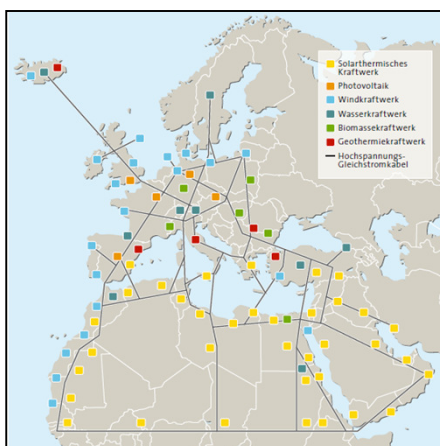 Solarthermisches
Kraftwerk
Photovoltaik
Windkraftwerk
Wasserkraftwerk
Biomassekraftwerk
Geothermiekraftwerk
Hochspannungs-
Gleichstromkabel